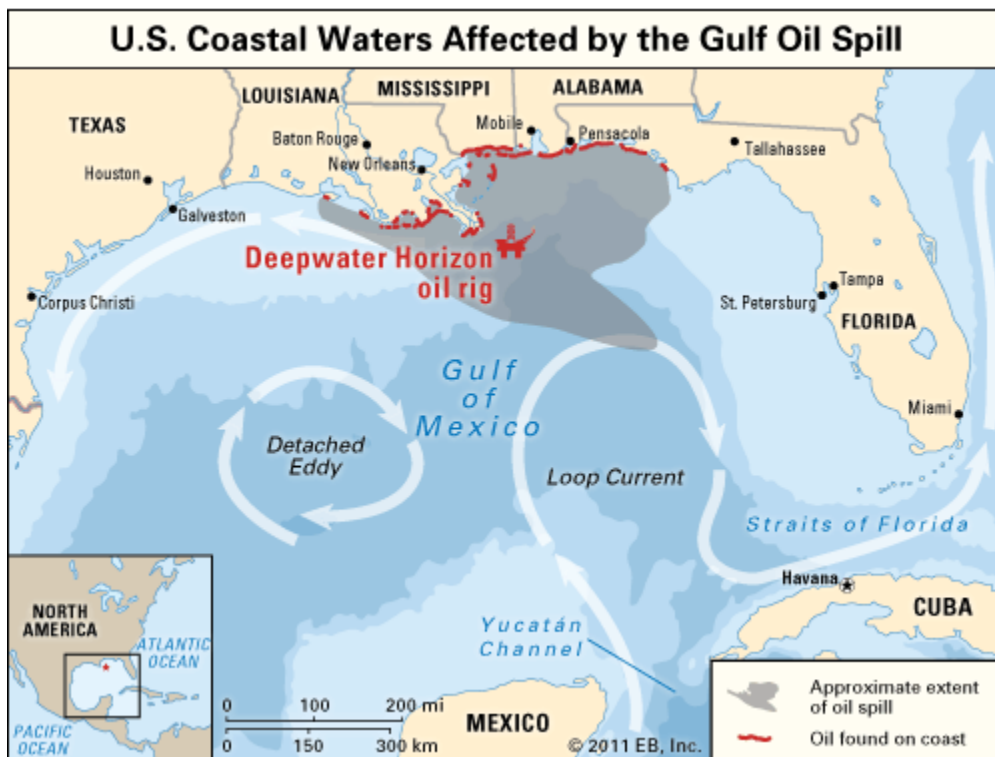 U.S. Coastal Waters Affected by the Gulf Oil Spill
TEXAS
LOUISIANA
MISSISSIPPI
ALABAMA
Baton Rouge
New Orleans
Mobile
Pensacola
Tallahassee
Houston
Galveston
Corpus Christi
Deepwater Horizon
oil rig
Tampa
St. Petersburg
FLORIDA
Miami
Gulf
of
Mexico
Detached
Eddy
Loop Current
Straits of Florida
Havana
CUBA
Yucatán
Channel
MEXICO
NORTH
AMERICA
ATLANTIC
OCEAN
PACIFIC
OCEAN
0 100 200 mi
0 150 300 km
© 2011 EB, Inc.
Approximate extent
of oil spill
Oil found on coast